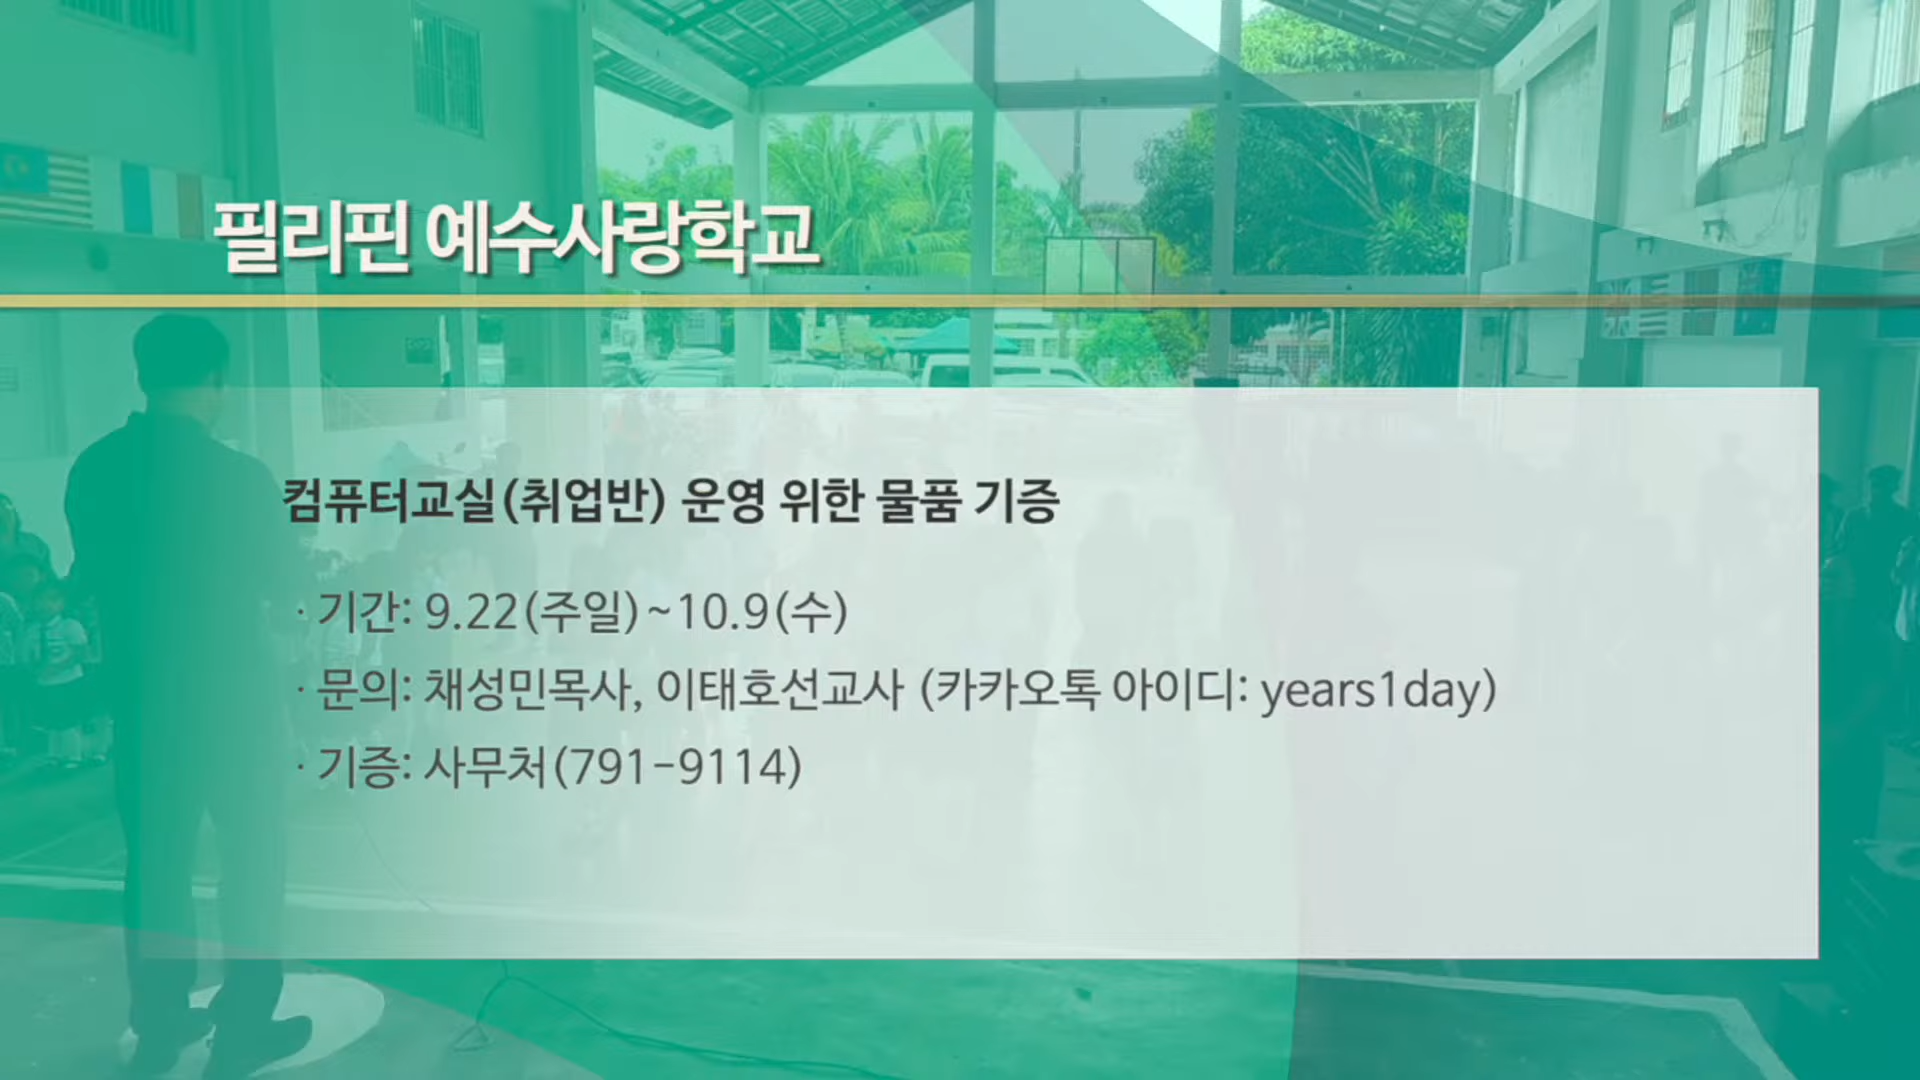 필리핀 예수사랑학교
컴퓨터교실(취업반) 운영 위한 물품 기증
· 기간: 9.22(주일)~10.9(수)
· 문의: 채성민목사, 이태호선교사 (카카오톡 아이디: years1day)
· 기증: 사무처(791-9114)